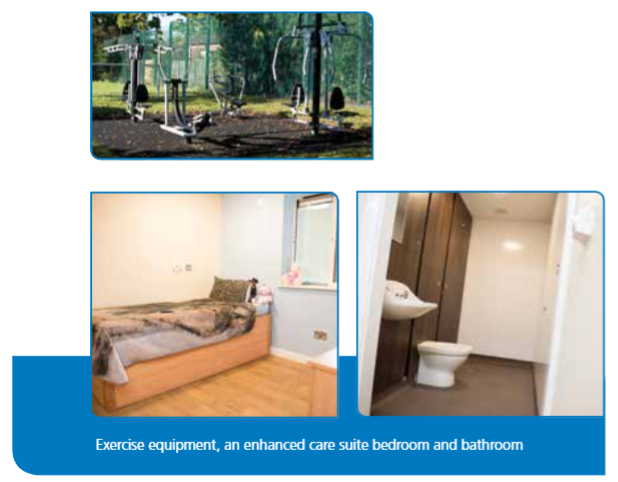 Exercise equipment, an enhanced care suite bedroom and bathroom